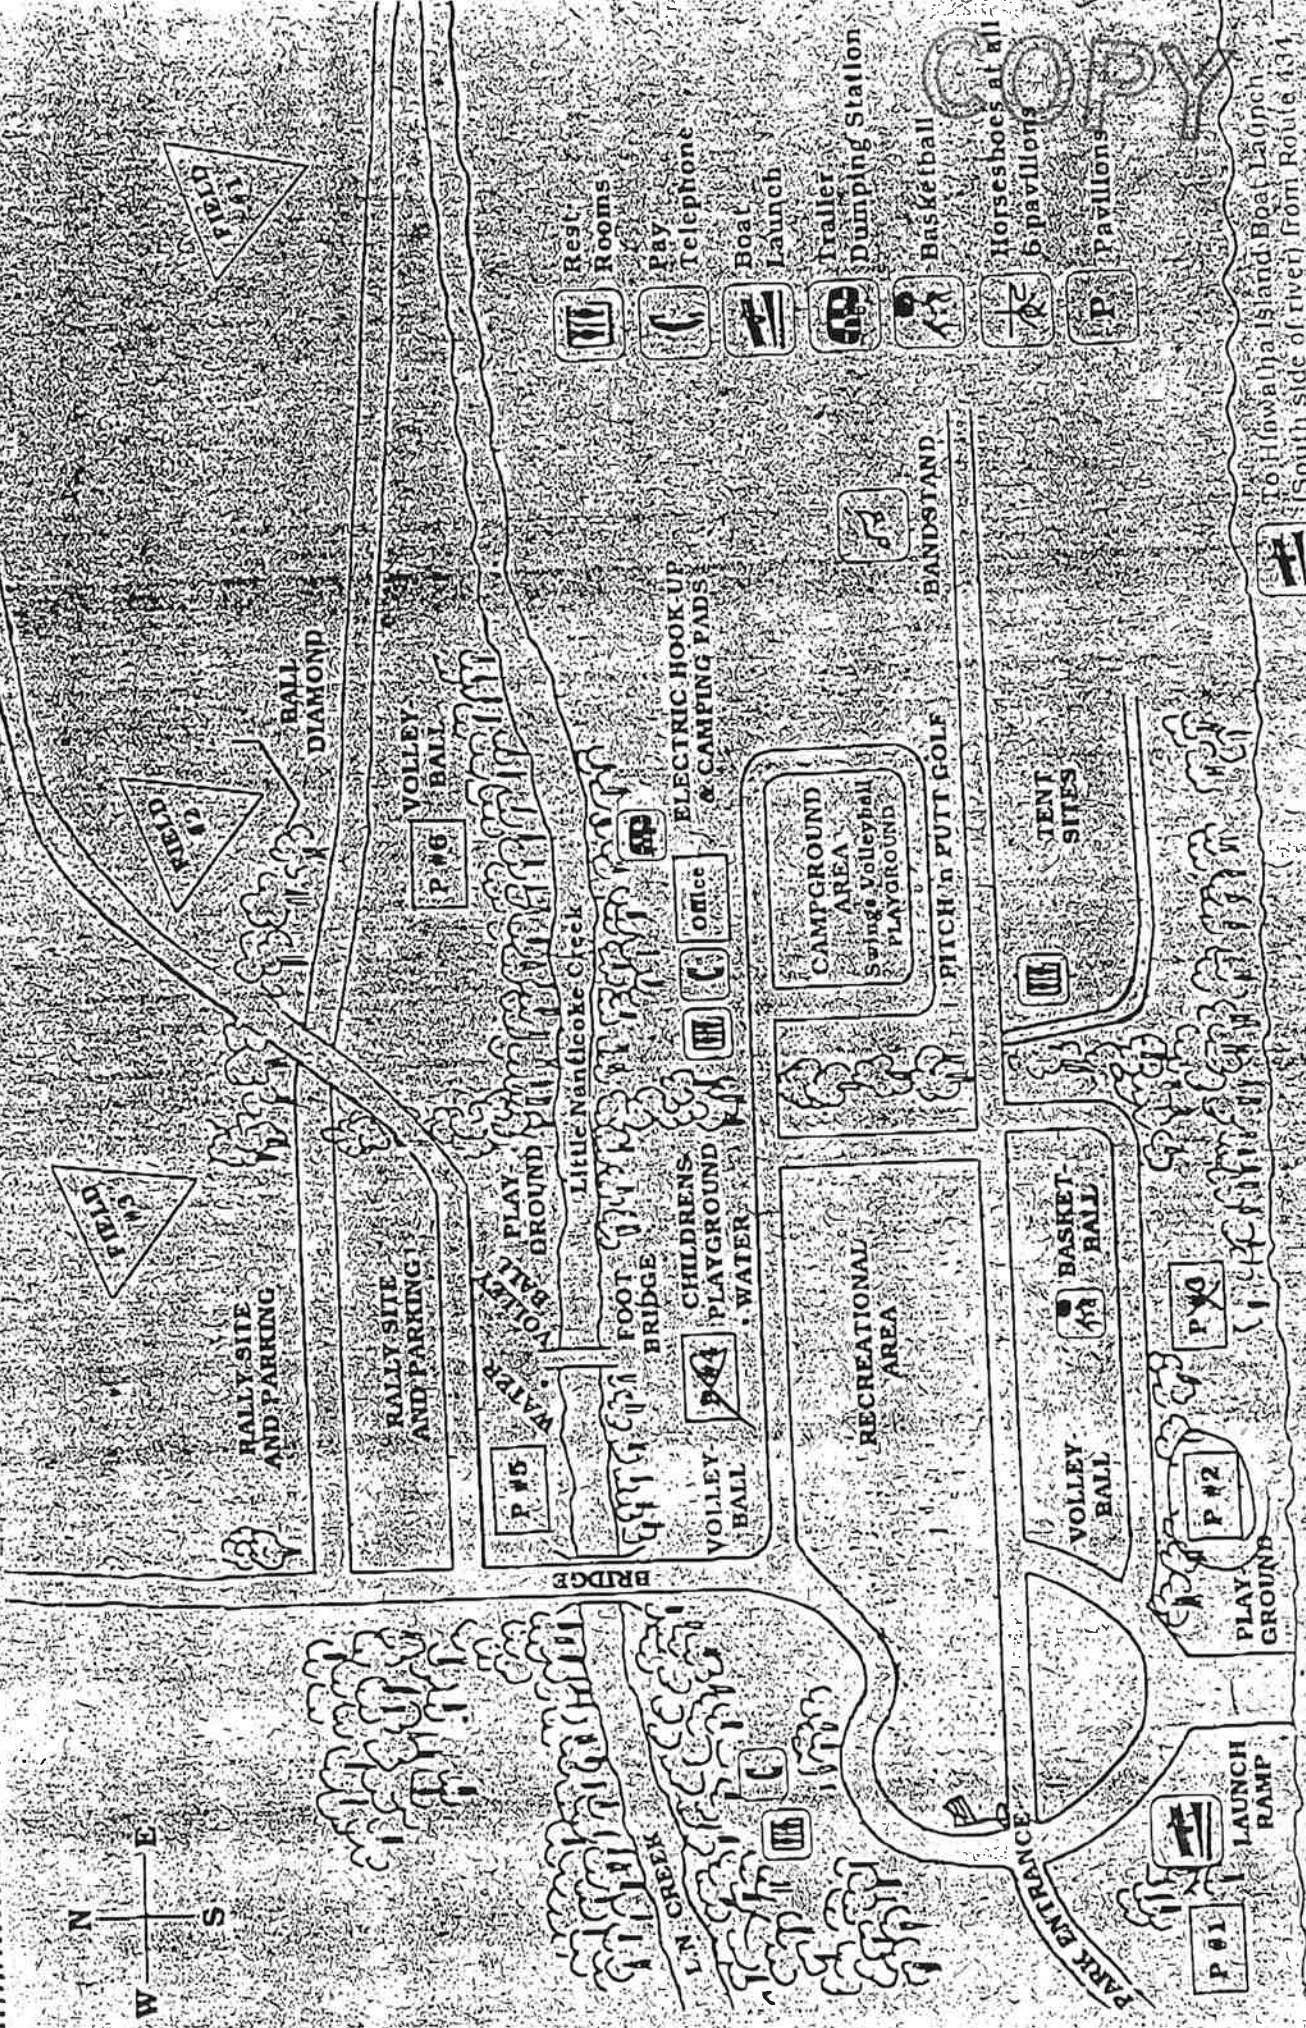 N
W E
S
FIELD
#1
FIELD
#2
FIELD
#3
BALL
DIAMOND
RALLY SITE
AND PARKING
RALLY SITE
AND PARKING
VOLLEY-
BALL
P #6
P #5
WATER
VOLLEY
BALL
PLAY
GROUND
Little Nanticoke Creek
BRIDGE
FOOT
BRIDGE
LN CREEK
VOLLEY
BALL
P #4
CHILDRENS
PLAYGROUND
WATER
Office
ELECTRIC HOOK-UP
& CAMPING PADS
CAMPGROUND
AREA
Swings Volleyball
PLAYGROUND
PITCH 'n PUTT GOLF
BANDSTAND
RECREATIONAL
AREA
TENT
SITES
BASKET-
BALL
VOLLEY-
BALL
PARK ENTRANCE
P #1
LAUNCH
RAMP
PLAY-
GROUND
P #2
Rest
Rooms
Pay
Telephone
Boat
Launch
Trailer
Dumping Station
Basketball
Horseshoes at all
6 pavilions
P
Pavilions
COPY
To Hiawatha Island Boat Launch
(South side of river) from Route 434